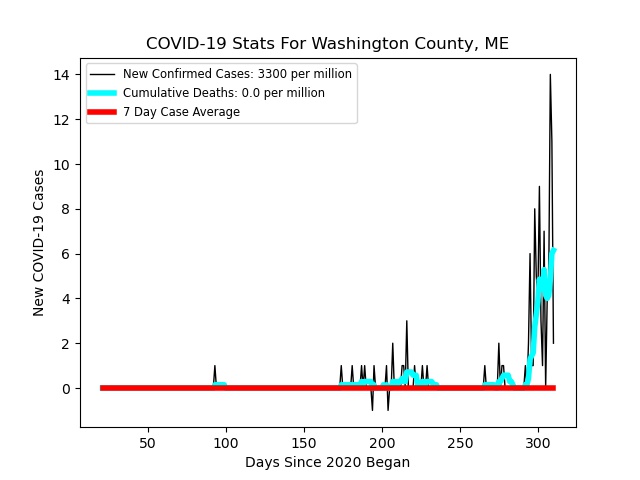 COVID-19 Stats For Washington County, ME
New Confirmed Cases: 3300 per million
Cumulative Deaths: 0.0 per million
7 Day Case Average
14
12
10
8
6
4
2
0
New COVID-19 Cases
50 100 150 200 250 300
Days Since 2020 Began